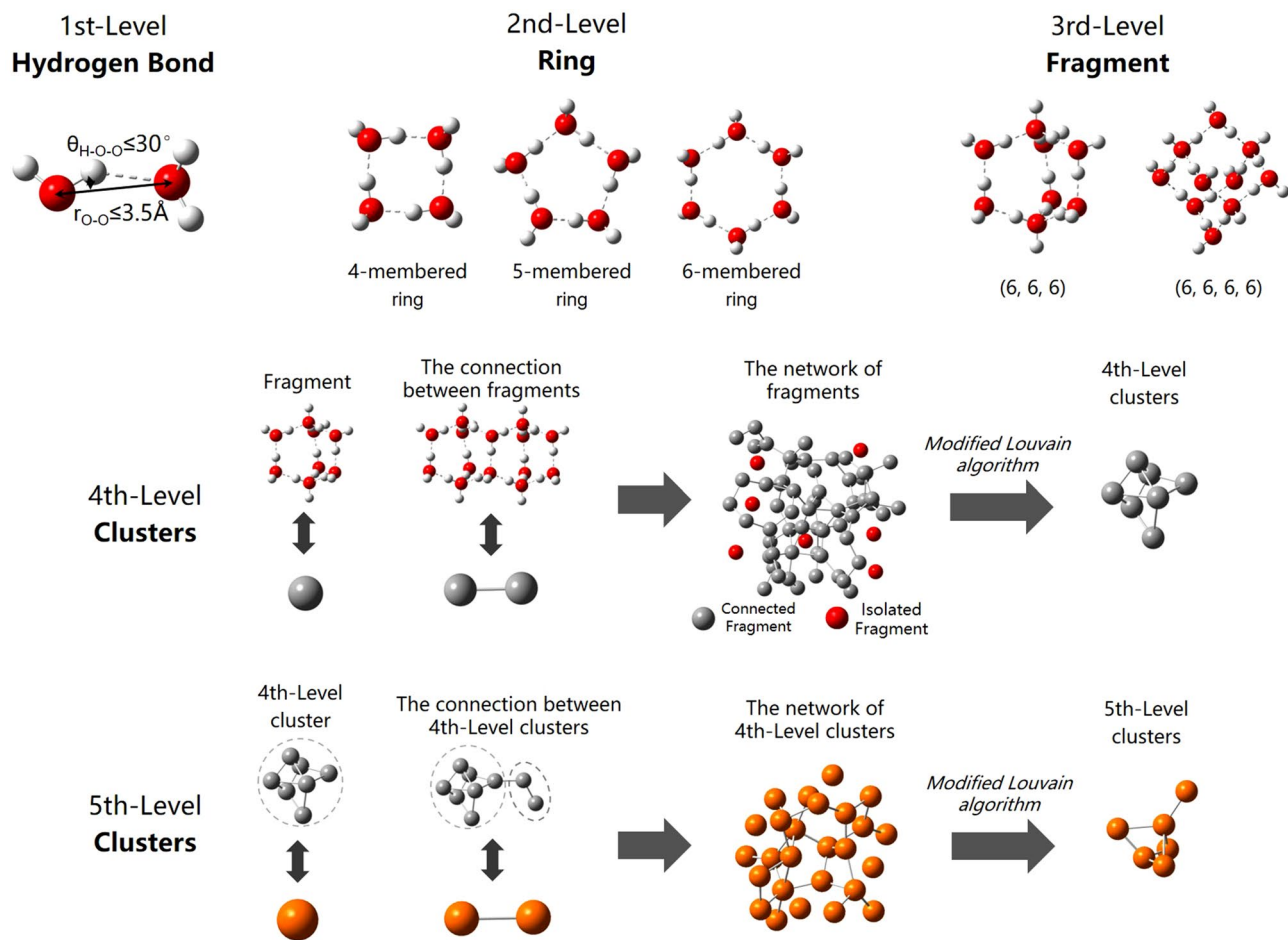 1st-Level
Hydrogen Bond
θH-O-O≤30°
rO-O≤3.5Å
2nd-Level
Ring
4-membered
ring
5-membered
ring
6-membered
ring
3rd-Level
Fragment
(6, 6, 6)
(6, 6, 6, 6)
4th-Level
Clusters
Fragment
The connection
between fragments
The network of
fragments
Connected
Fragment
Isolated
Fragment
Modified Louvain
algorithm
4th-Level
clusters
5th-Level
Clusters
4th-Level
cluster
The connection between
4th-Level clusters
The network of
4th-Level clusters
Modified Louvain
algorithm
5th-Level
clusters